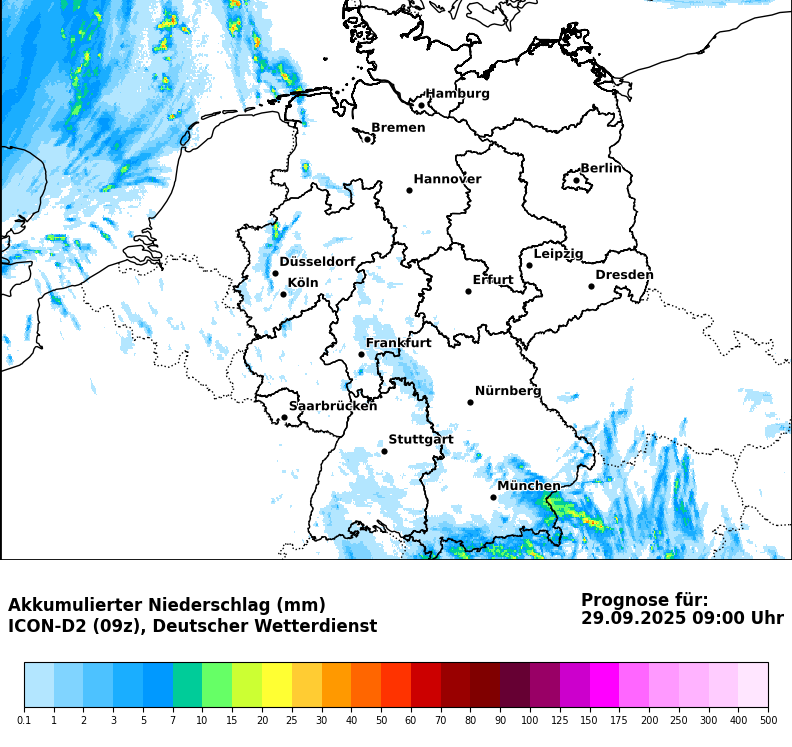 Hamburg
Bremen
Hannover
Berlin
Düsseldorf
Köln
Leipzig
Erfurt
Dresden
Frankfurt
Nürnberg
Saarbrücken
Stuttgart
München
Akkumulierter Niederschlag (mm)
ICON-D2 (09z), Deutscher Wetterdienst
Prognose für:
29.09.2025 09:00 Uhr
0.1 1 2 3 5 7 10 15 20 25 30 40 50 60 70 80 90 100 125 150 175 200 250 300 400 500